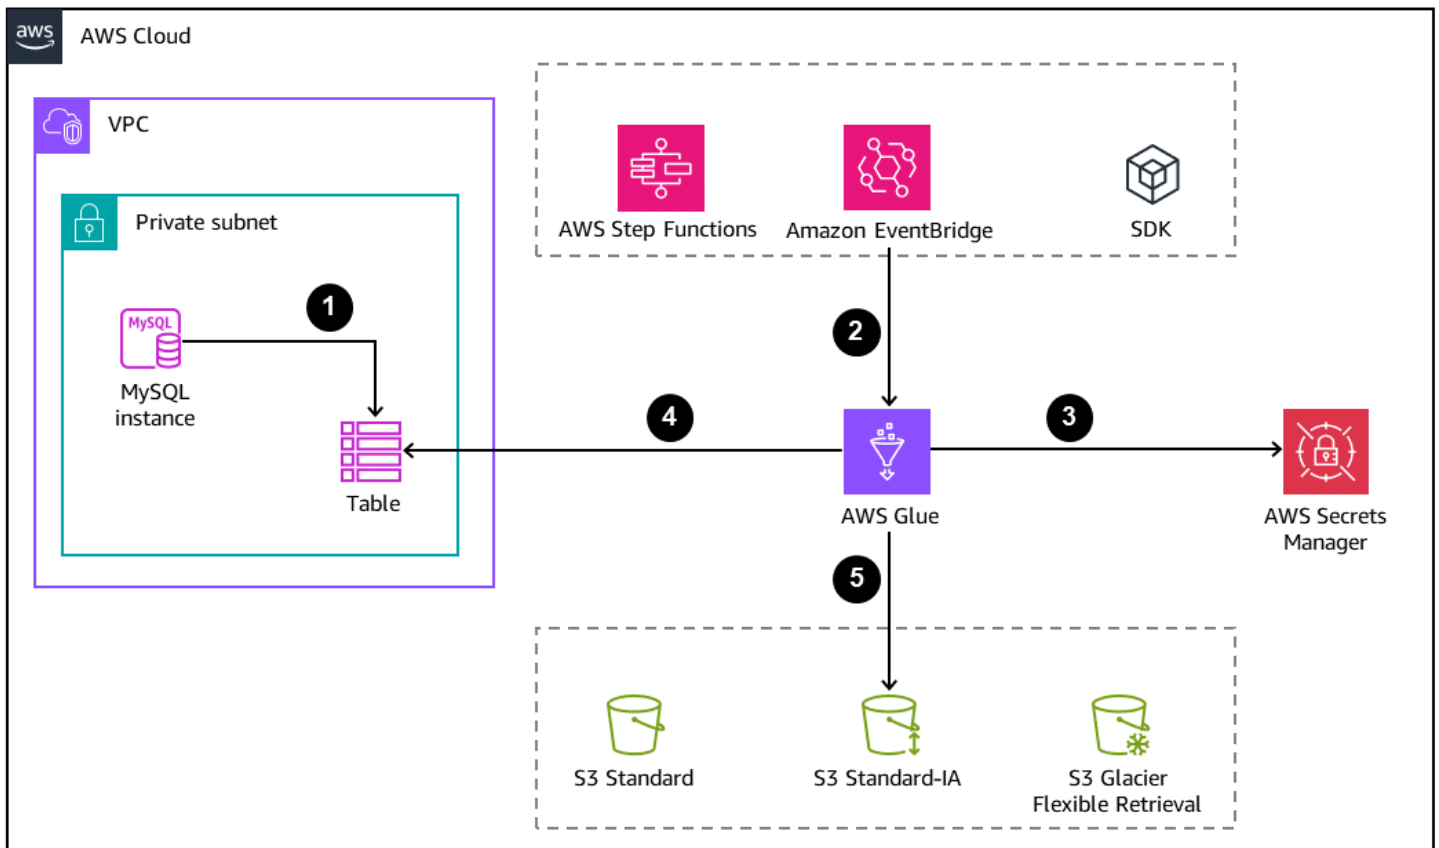 aws
AWS Cloud
VPC
Private subnet
AWS Step Functions
Amazon EventBridge
SDK
1
2
MySQL
MySQL
instance
4
3
Table
AWS Glue
AWS Secrets
Manager
5
S3 Standard
S3 Standard-IA
S3 Glacier
Flexible Retrieval